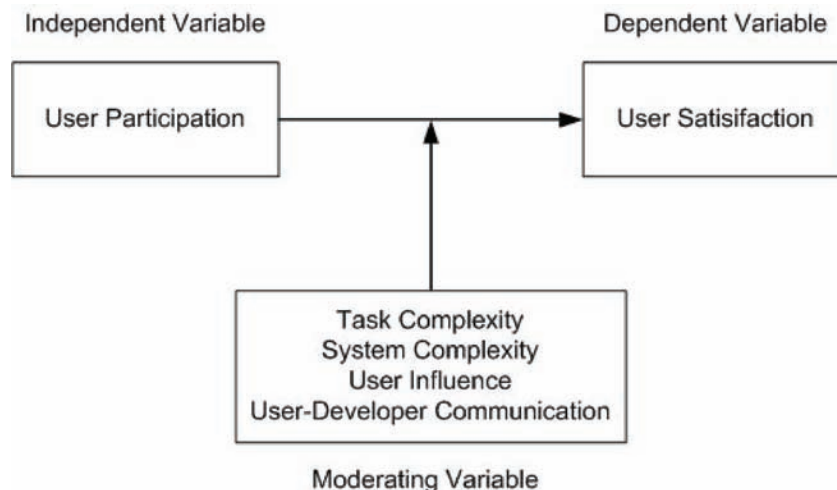 Independent Variable
Dependent Variable
User Participation
User Satisifaction
Task Complexity
System Complexity
User Influence
User-Developer Communication
Moderating Variable